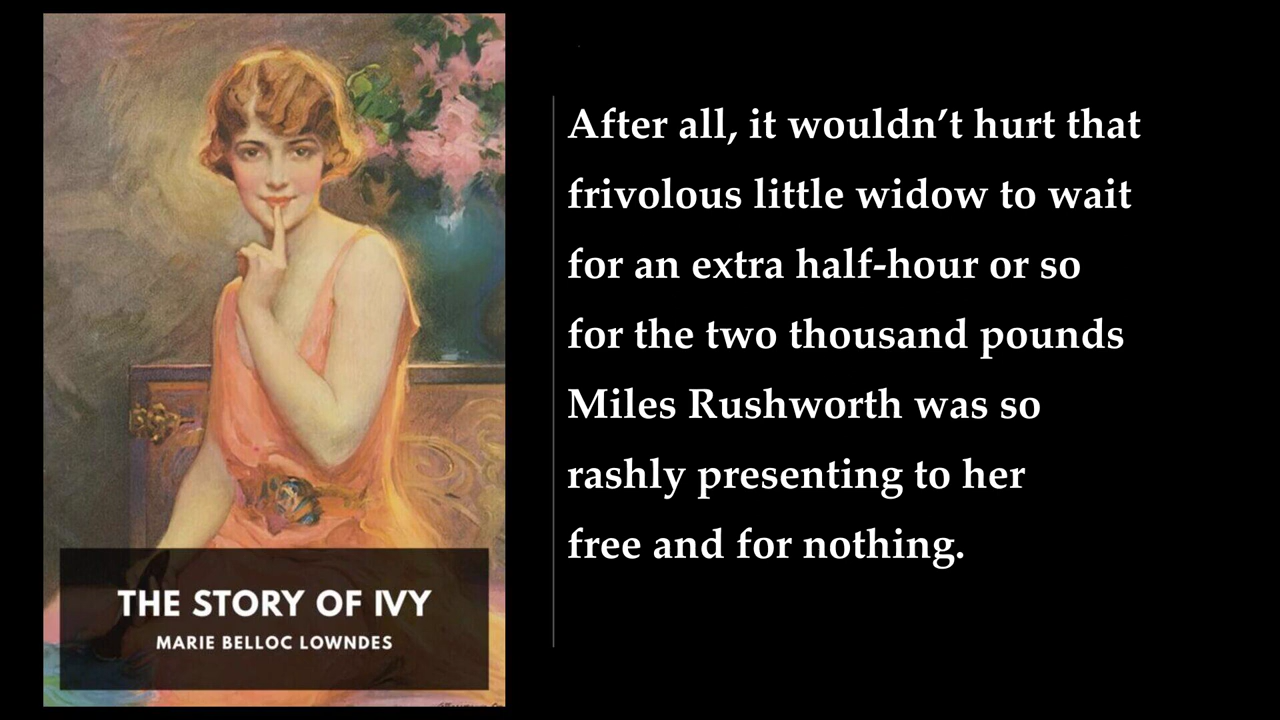 THE STORY OF IVY
MARIE BELLOC LOWNDES
After all, it wouldn’t hurt that
frivolous little widow to wait
for an extra half-hour or so
for the two thousand pounds
Miles Rushworth was so
rashly presenting to her
free and for nothing.